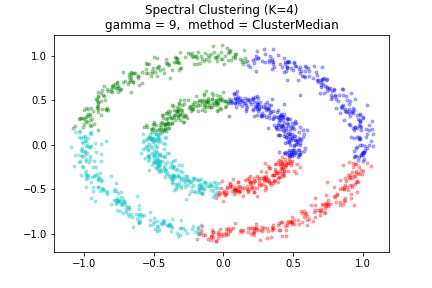 Spectral Clustering (K=4)
gamma = 9,  method = ClusterMedian
1.0
0.5
0.0
−0.5
−1.0
−1.0 −0.5 0.0 0.5 1.0